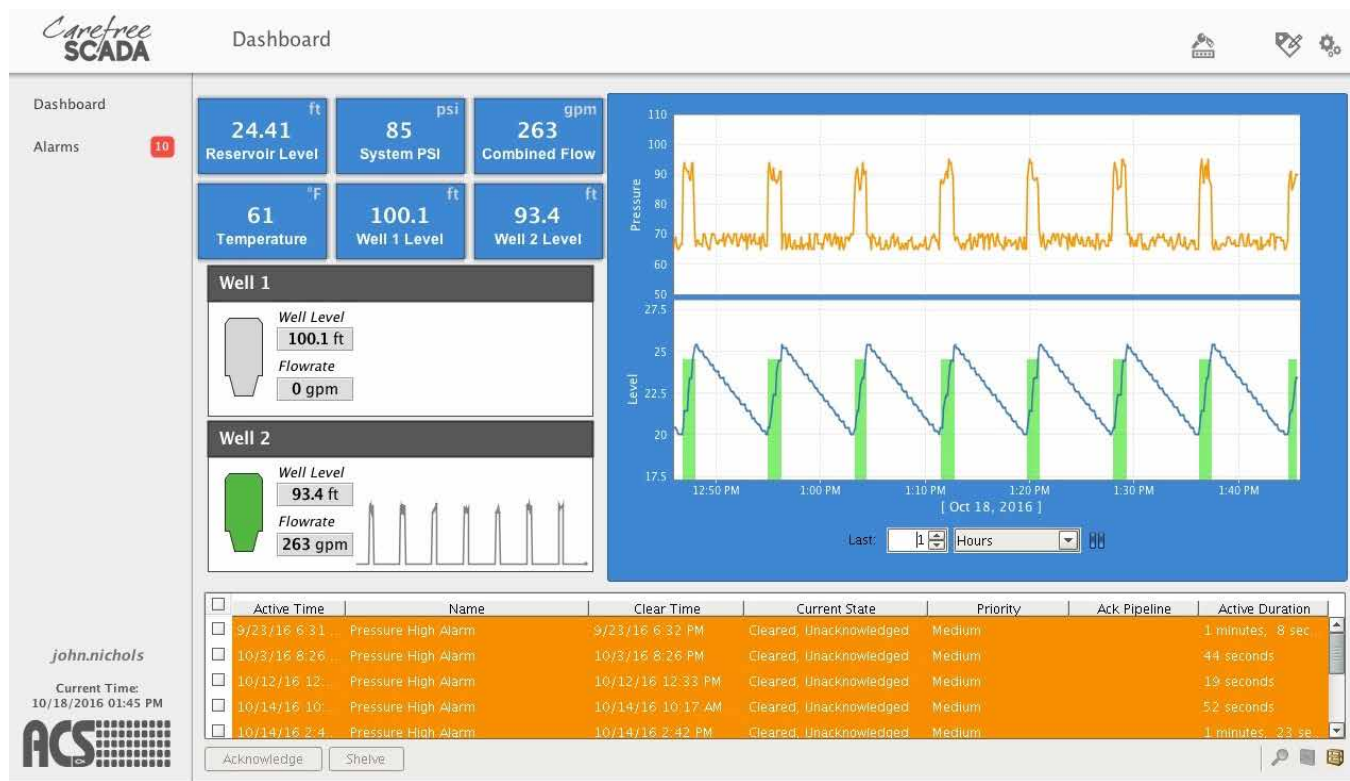 Carefree
SCADA
Dashboard
Dashboard
Alarms 10
ft
24.41
Reservoir Level
psi
85
System PSI
gpm
263
Combined Flow
°F
61
Temperature
ft
100.1
Well 1 Level
ft
93.4
Well 2 Level
Well 1
Well Level
100.1 ft
Flowrate
0 gpm
Well 2
Well Level
93.4 ft
Flowrate
263 gpm
Pressure
110
100
90
80
70
60
50
Level
27.5
25
22.5
20
17.5
12:50 PM 1:00 PM 1:10 PM 1:20 PM 1:30 PM 1:40 PM
[ Oct 18, 2016 ]
Last: 1 Hours
Active Time Name Clear Time Current State Priority Ack Pipeline Active Duration
9/23/16 6:31 ... Pressure High Alarm 9/23/16 6:32 PM Cleared, Unacknowledged Medium 1 minutes, 8 sec...
10/3/16 8:26 ... Pressure High Alarm 10/3/16 8:26 PM Cleared, Unacknowledged Medium 44 seconds
10/12/16 12:... Pressure High Alarm 10/12/16 12:33 PM Cleared, Unacknowledged Medium 19 seconds
10/14/16 10:... Pressure High Alarm 10/14/16 10:17 AM Cleared, Unacknowledged Medium 52 seconds
10/14/16 2:4... Pressure High Alarm 10/14/16 2:42 PM Cleared, Unacknowledged Medium 1 minutes, 23 se...
Acknowledge Shelve
john.nichols
Current Time:
10/18/2016 01:45 PM
ACS